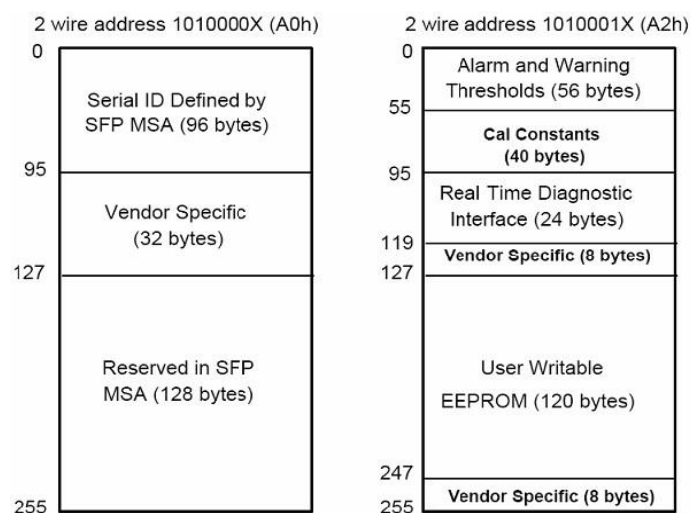 2 wire address 1010000X (A0h)
0
Serial ID Defined by
SFP MSA (96 bytes)
95
Vendor Specific
(32 bytes)
127
Reserved in SFP
MSA (128 bytes)
255
2 wire address 1010001X (A2h)
0
Alarm and Warning
Thresholds (56 bytes)
55
Cal Constants
(40 bytes)
95
Real Time Diagnostic
Interface (24 bytes)
119
Vendor Specific (8 bytes)
127
User Writable
EEPROM (120 bytes)
247
Vendor Specific (8 bytes)
255